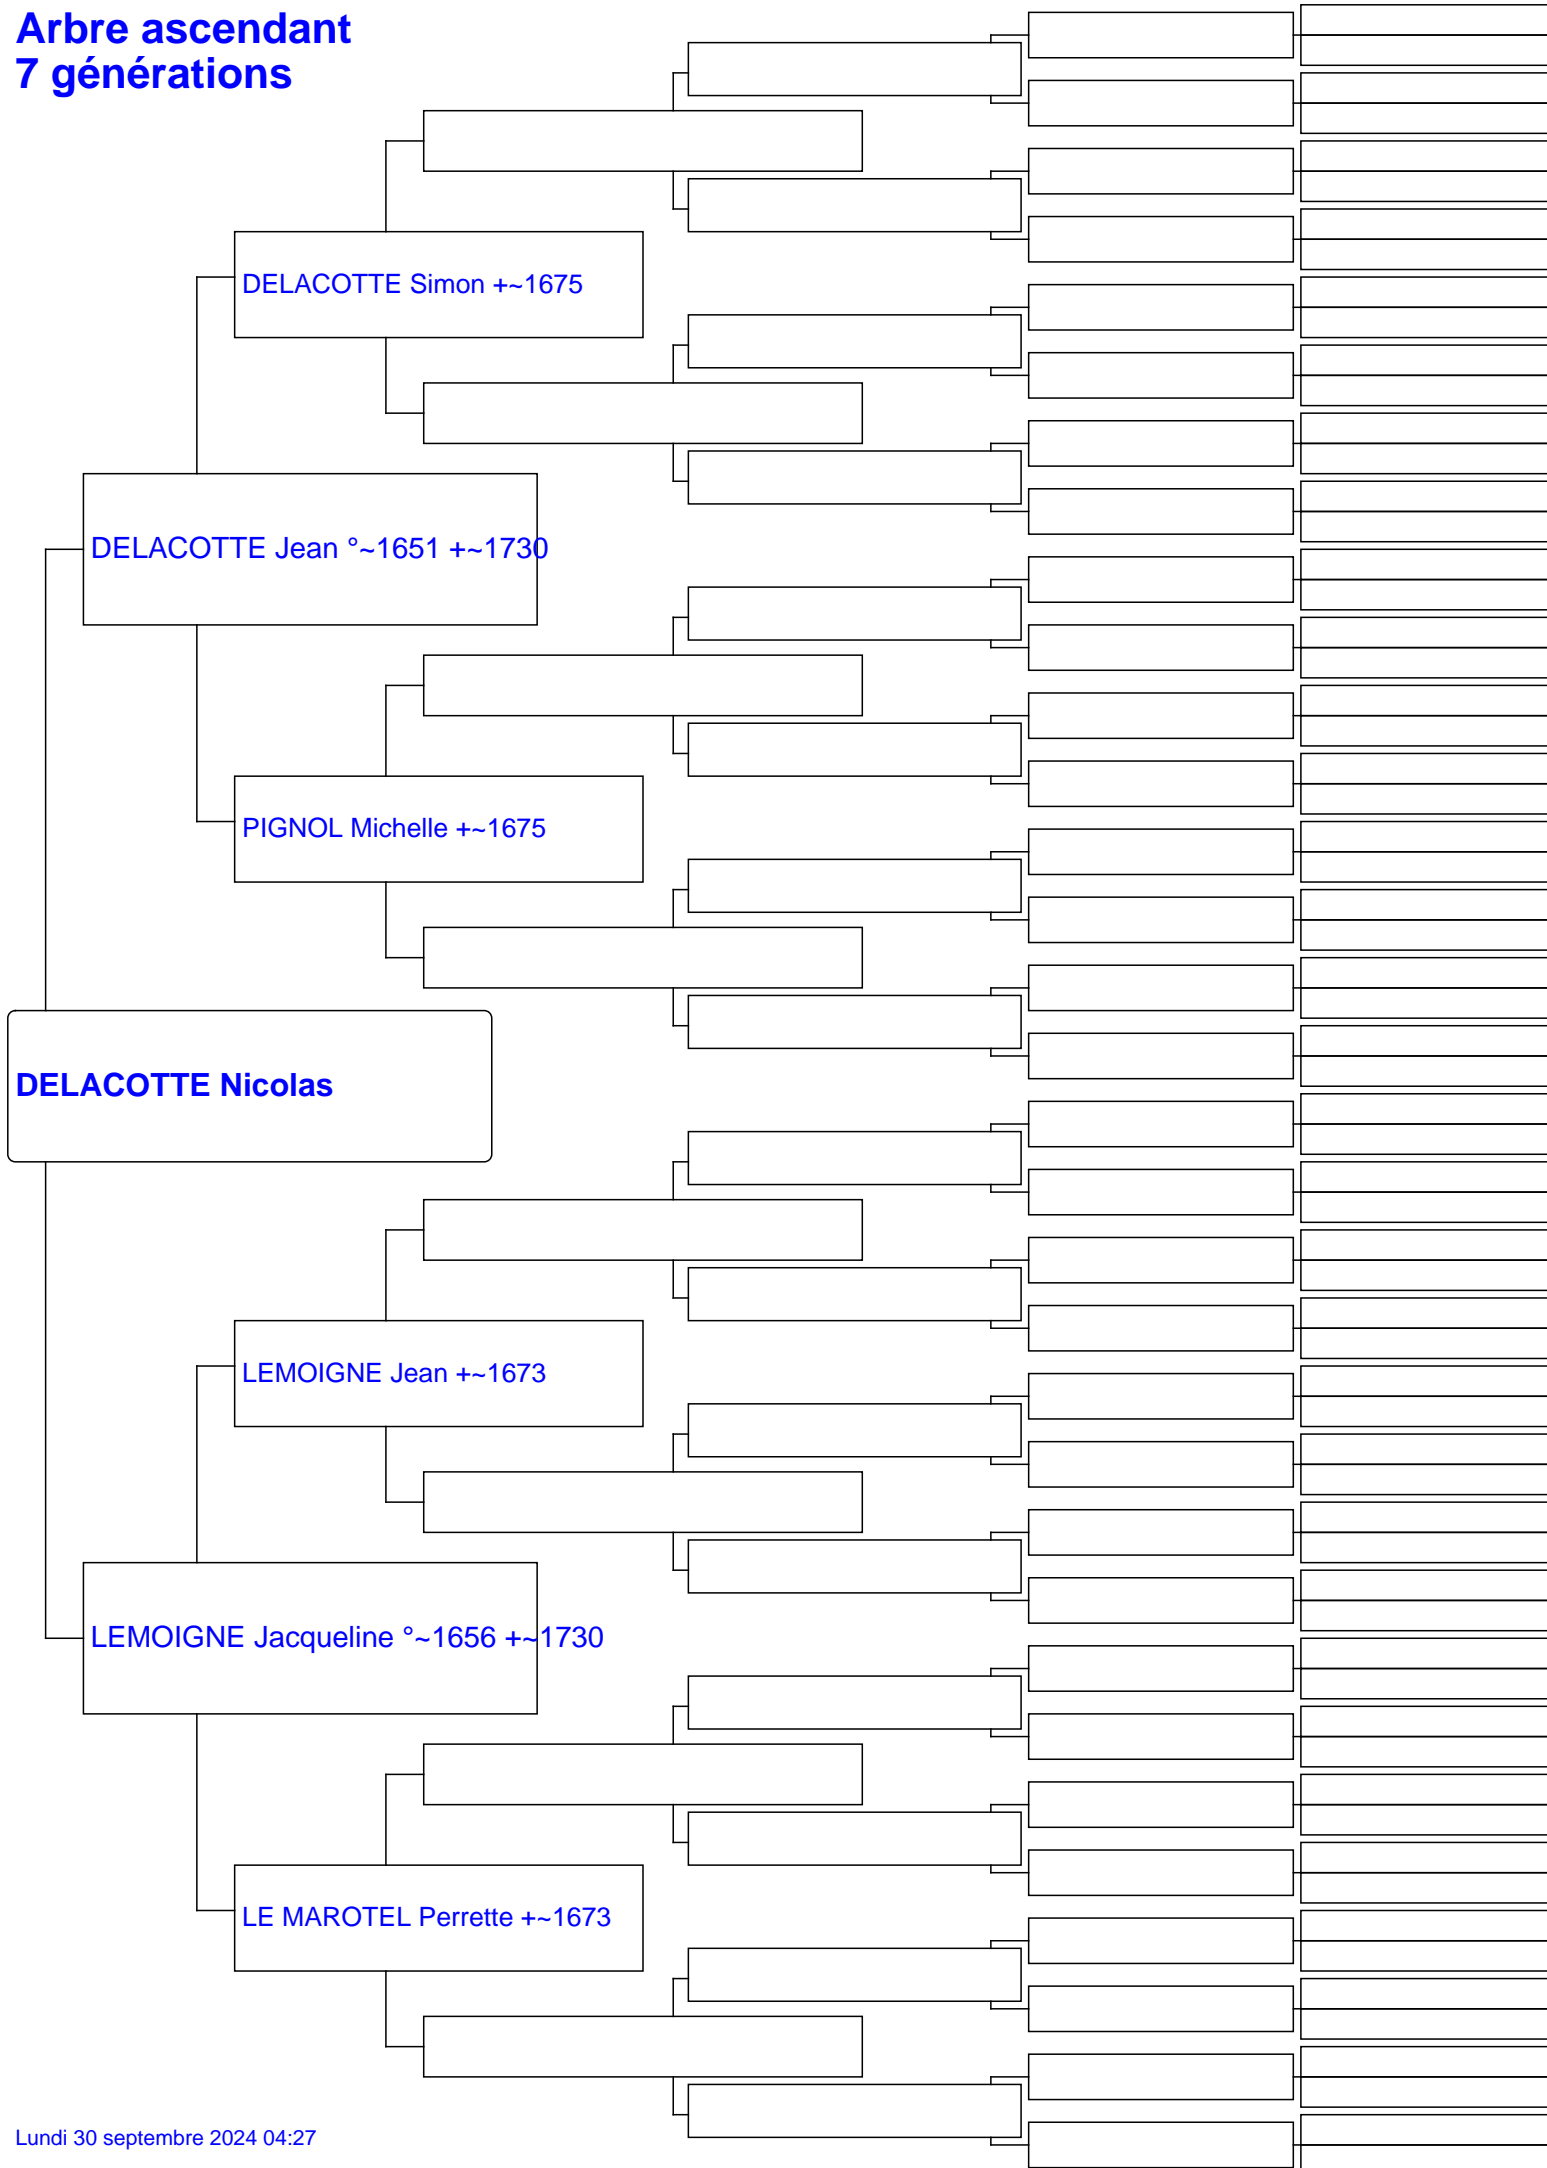 Arbre ascendant
7 générations
DELACOTTE Simon +~1675
DELACOTTE Jean °~1651 +~1730
PIGNOL Michelle +~1675
DELACOTTE Nicolas
LEMOIGNE Jean +~1673
LEMOIGNE Jacqueline °~1656 +~1730
LE MAROTEL Perrette +~1673
Lundi 30 septembre 2024 04:27